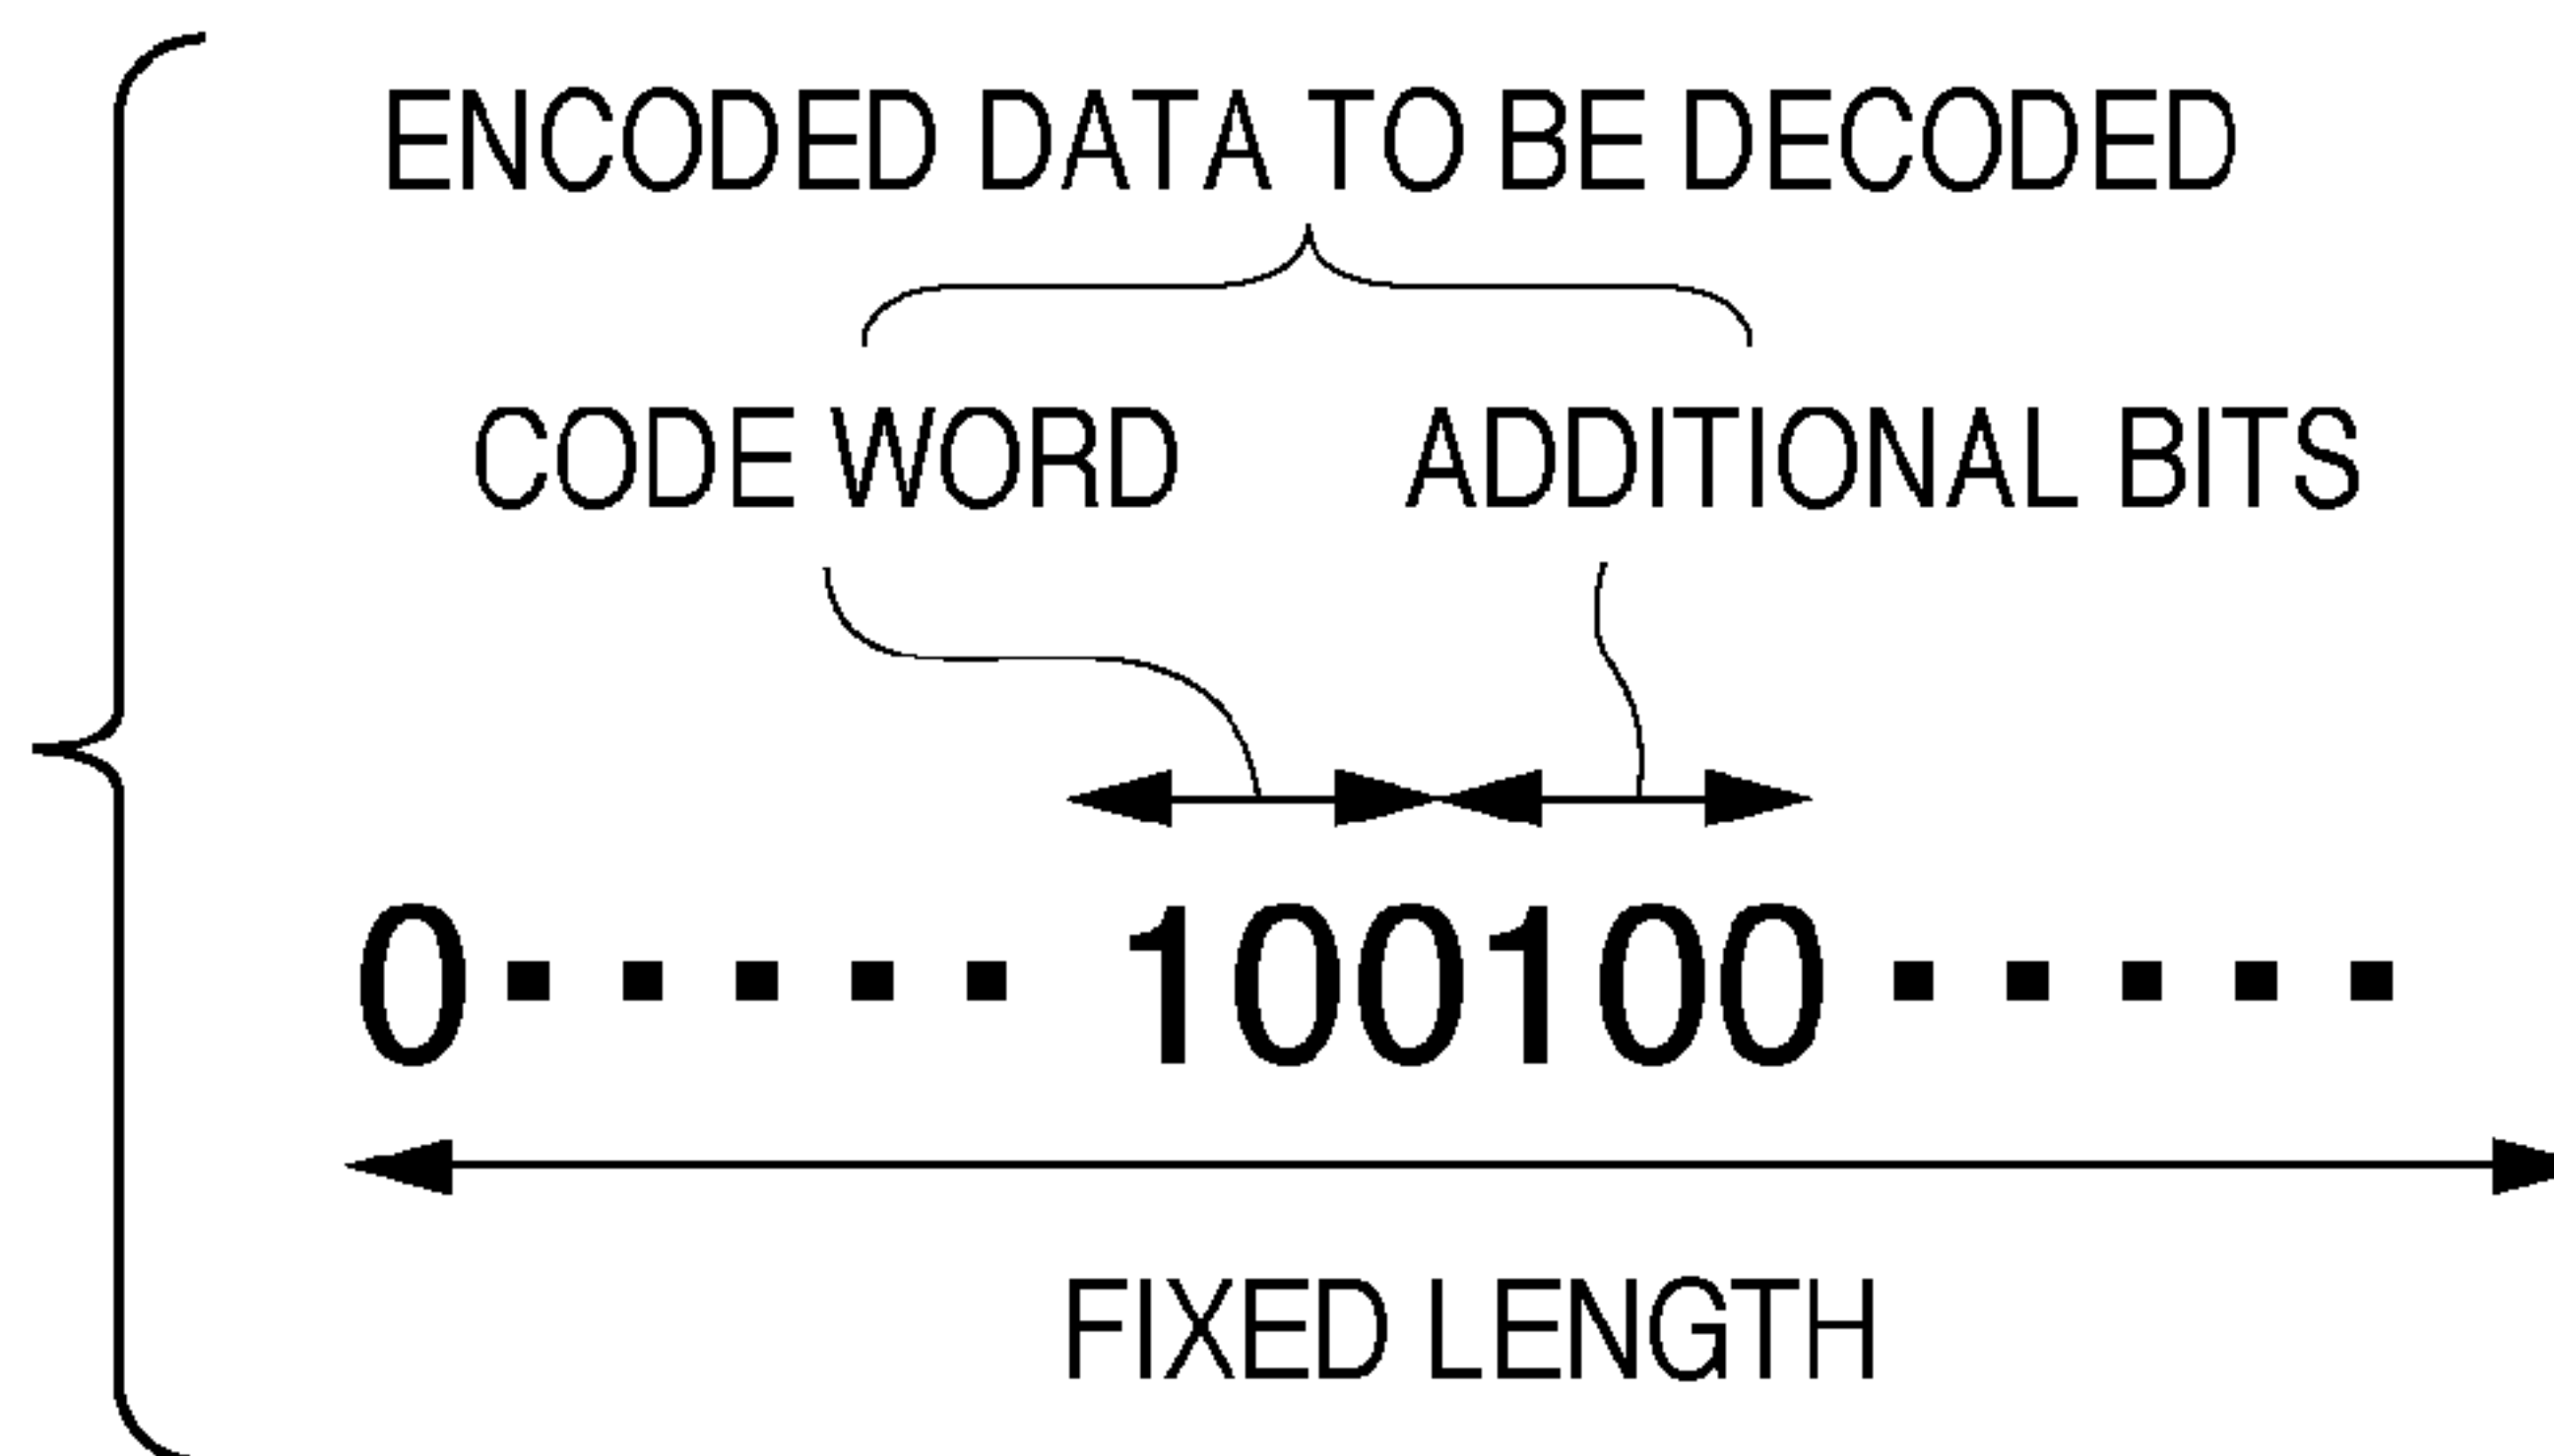 ENCODED DATA TO BE DECODED
CODE WORD ADDITIONAL BITS
0····· 100100·····
FIXED LENGTH